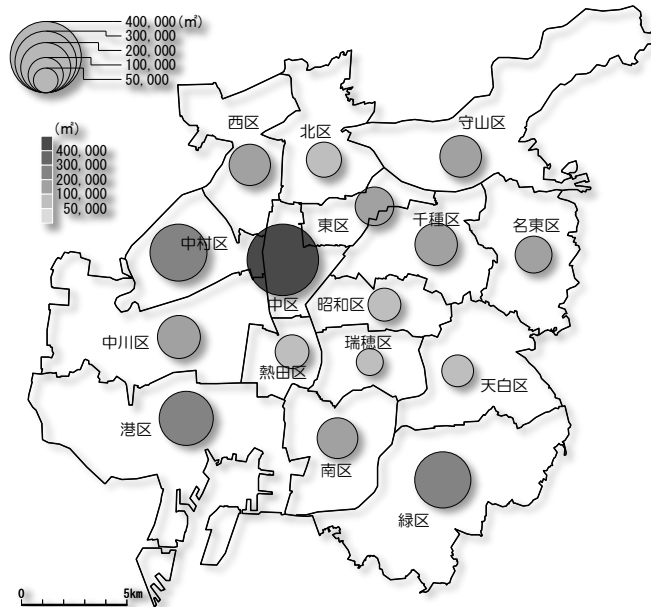 400,000(㎡)
300,000
200,000
100,000
50,000
(㎡)
400,000
300,000
200,000
100,000
50,000
西区
北区
守山区
東区
千種区
名東区
中村区
中区
昭和区
中川区
熱田区
瑞穂区
天白区
港区
南区
緑区
0
5km